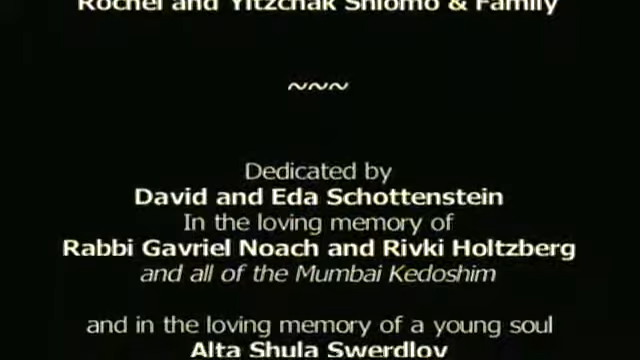 Rochel and Yitzchak Shlomo & Family
~~~
Dedicated by
David and Eda Schottenstein
In the loving memory of
Rabbi Gavriel Noach and Rivki Holtzberg
and all of the Mumbai Kedoshim
and in the loving memory of a young soul
Alta Shula Swerdlov